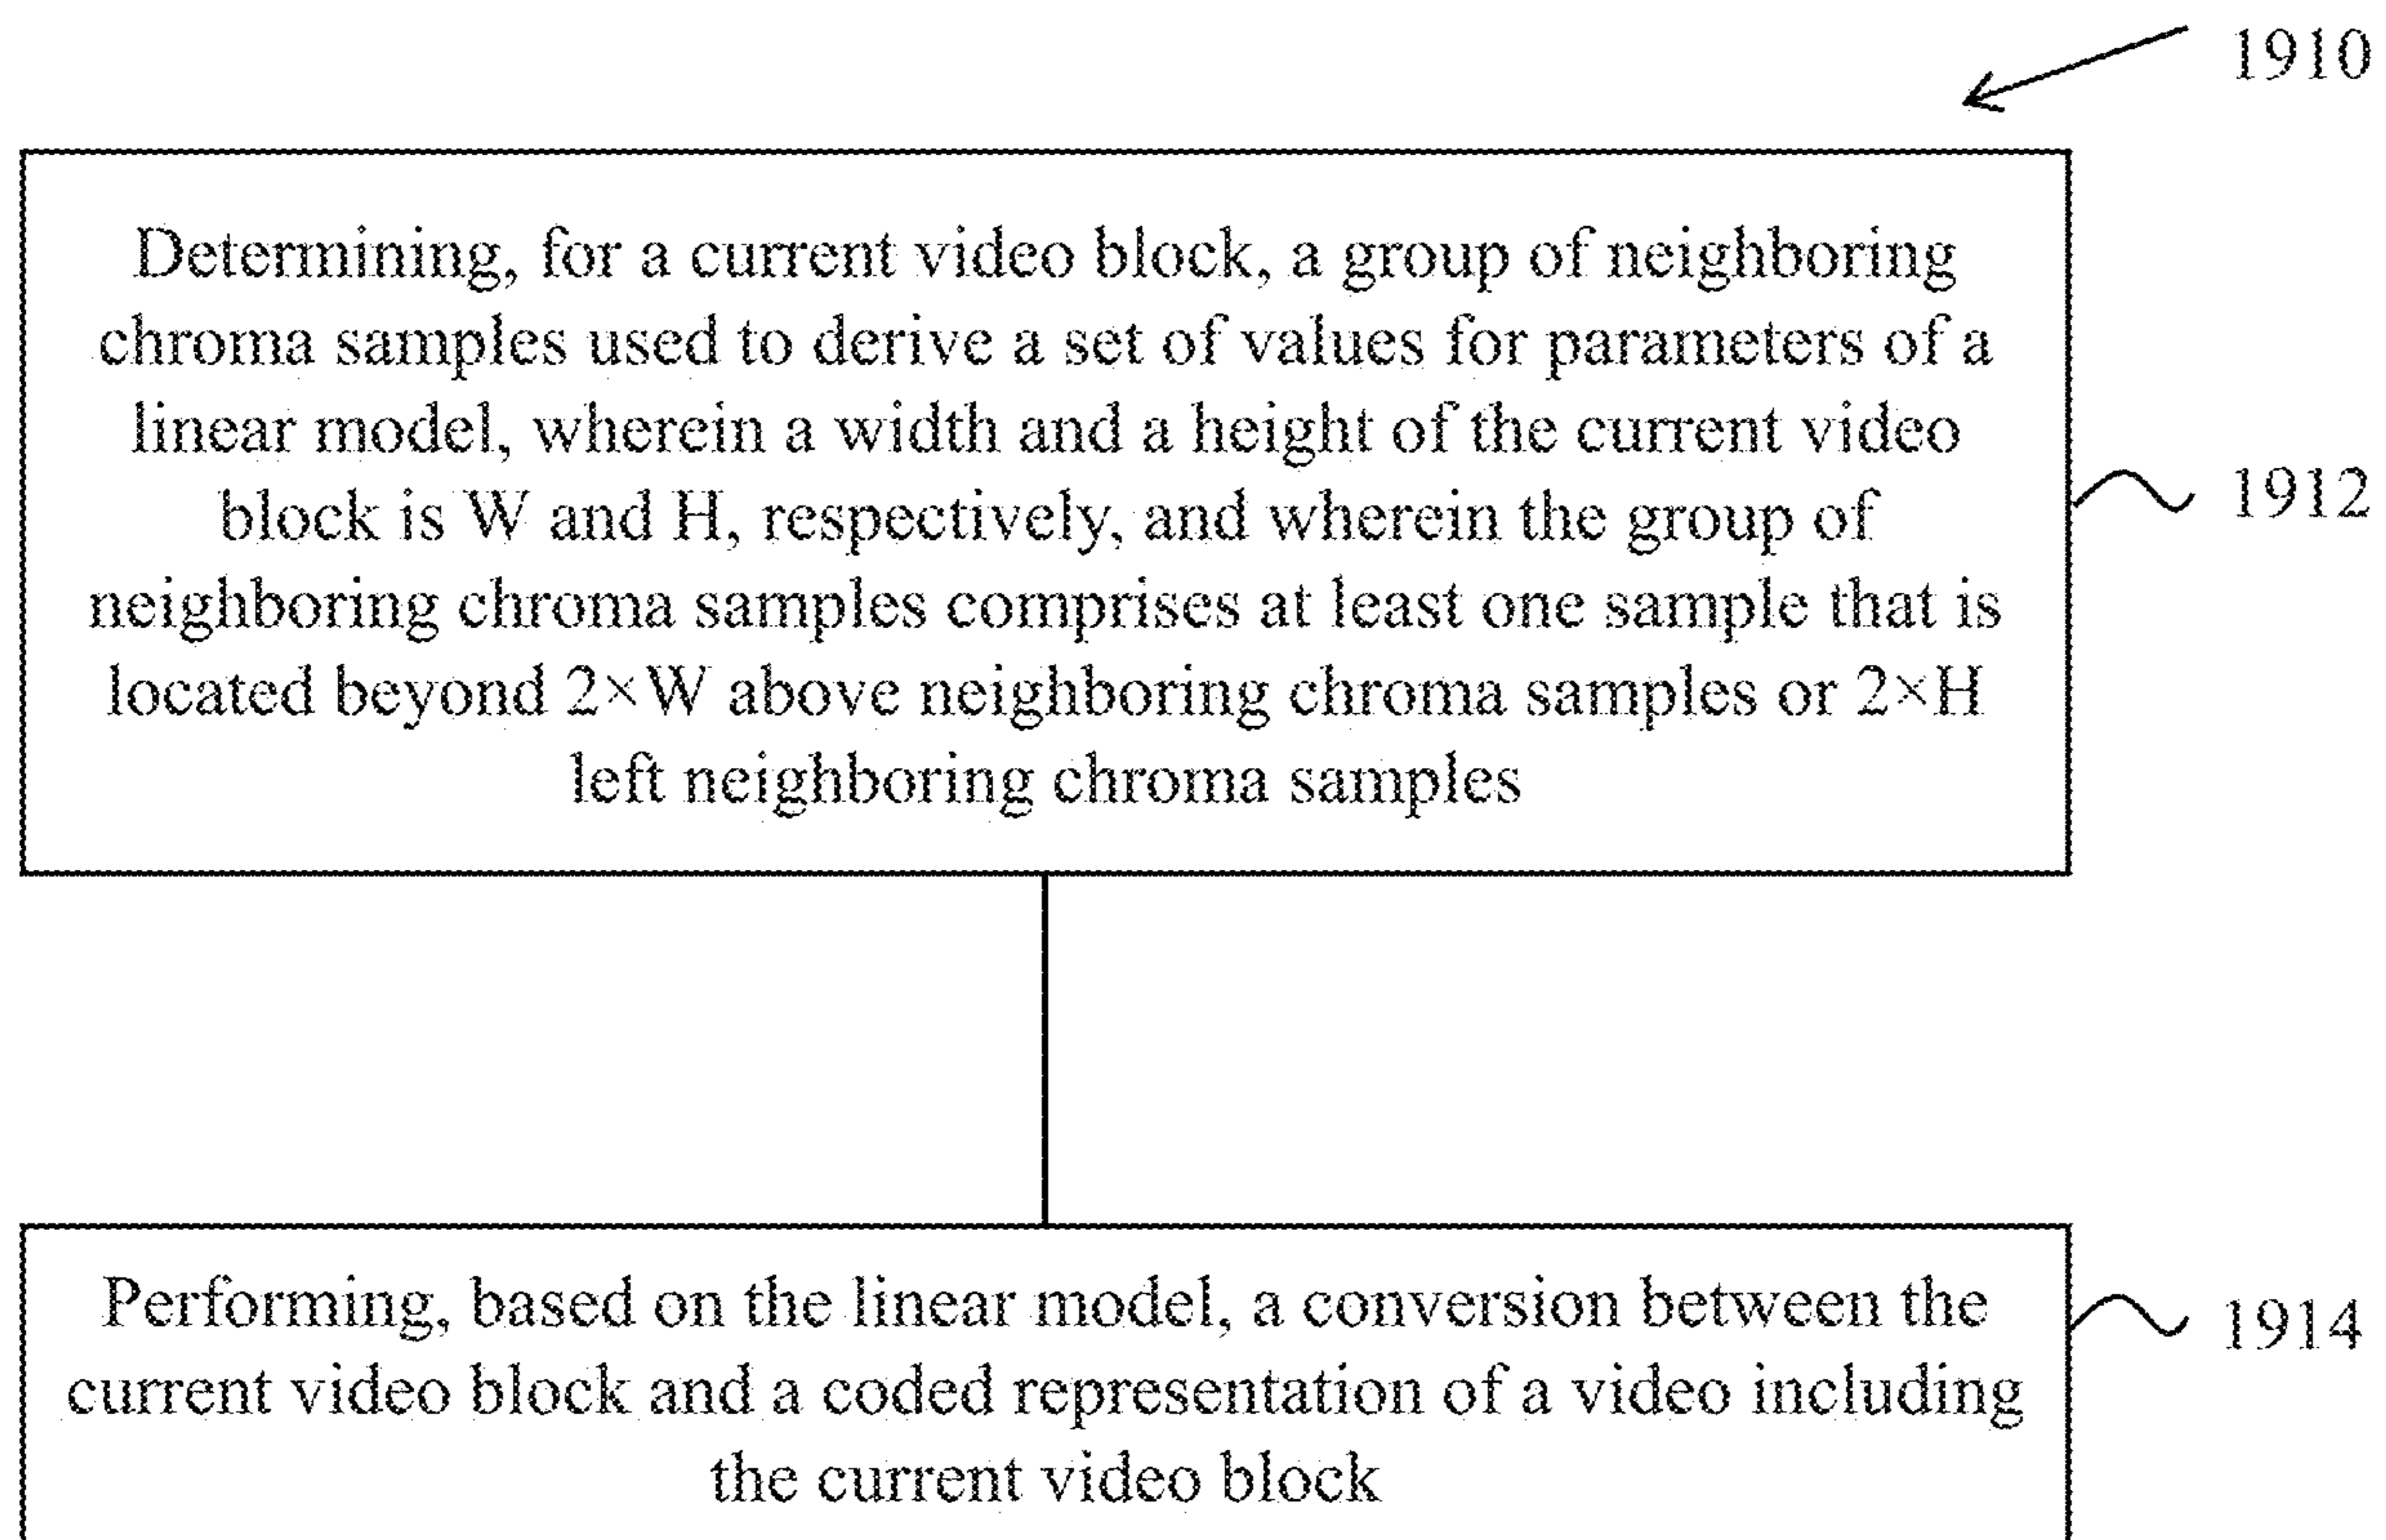 1910
Determining, for a current video block, a group of neighboring
chroma samples used to derive a set of values for parameters of a
linear model, wherein a width and a height of the current video
block is W and H, respectively, and wherein the group of
neighboring chroma samples comprises at least one sample that is
located beyond 2×W above neighboring chroma samples or 2×H
left neighboring chroma samples
1912
Performing, based on the linear model, a conversion between the
current video block and a coded representation of a video including
the current video block
1914